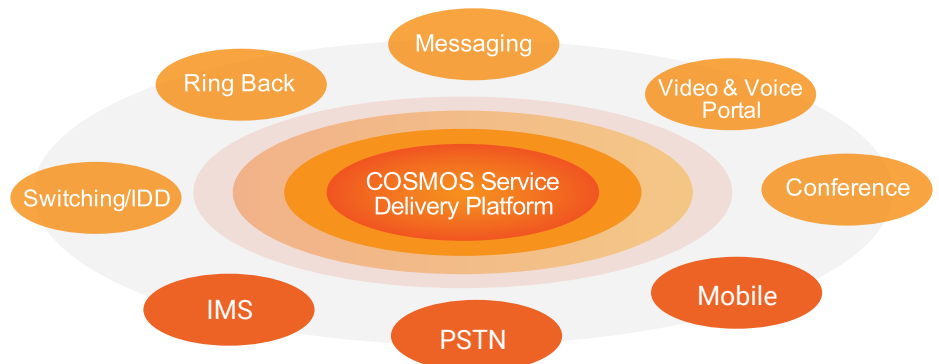 Messaging
Ring Back
Video & Voice
Portal
COSMOS Service
Delivery Platform
Switching/IDD
Conference
IMS
Mobile
PSTN